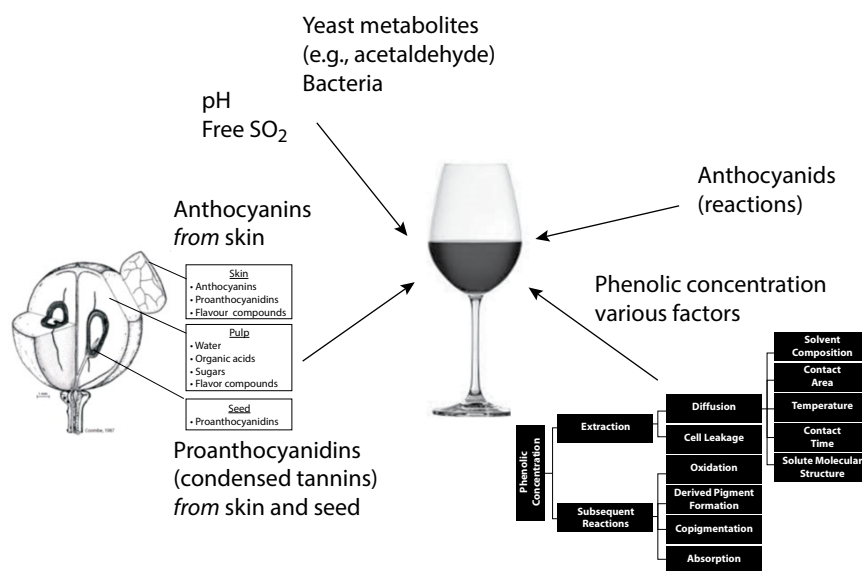 Yeast metabolites
(e.g., acetaldehyde)
Bacteria
pH
Free SO₂
Anthocyanids
(reactions)
Anthocyanins
from skin
Skin
• Anthocyanins
• Proanthocyanidins
• Flavour compounds
Pulp
• Water
• Organic acids
• Sugars
• Flavor compounds
Seed
• Proanthocyanidins
Coombe, 1987
Proanthocyanidins
(condensed tannins)
from skin and seed
Phenolic concentration
various factors
Phenolic
Concentration
Extraction
Diffusion
Cell Leakage
Solvent
Composition
Contact
Area
Temperature
Contact
Time
Solute Molecular
Structure
Subsequent
Reactions
Oxidation
Derived Pigment
Formation
Copigmentation
Absorption